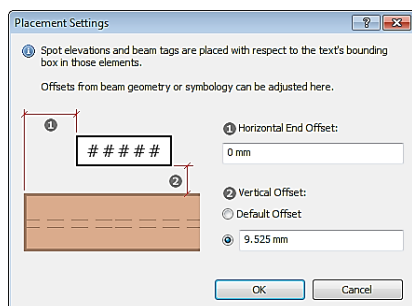 Placement Settings
Spot elevations and beam tags are placed with respect to the text's bounding
box in those elements.
Offsets from beam geometry or symbology can be adjusted here.
1
# # # # #
2
1 Horizontal End Offset:
0 mm
2 Vertical Offset:
Default Offset
9.525 mm
OK Cancel